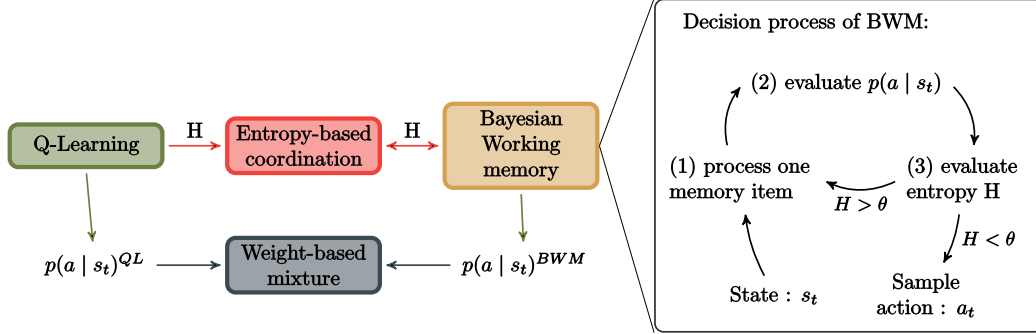 Q-Learning
H
Entropy-based
coordination
H
Bayesian
Working
memory
p(a | s_t)^{QL}
Weight-based
mixture
p(a | s_t)^{BWM}
Decision process of BWM:
(2) evaluate p(a | s_t)
(1) process one
memory item
(3) evaluate
entropy H
H > θ
H < θ
State : s_t
Sample
action : a_t